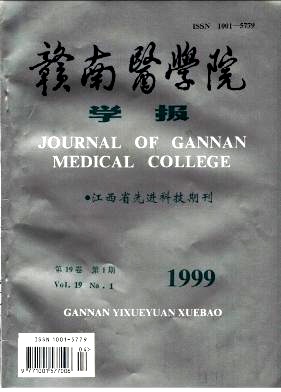 ISSN 1001-5779
贛南醫學院
学报
JOURNAL OF GANNAN
MEDICAL COLLEGE
●江西省先进科技期刊
第19卷 第1期
Vol. 19 No. 1
1999
GANNAN YIXUEYUAN XUEBAO
ISSN 1001-5779